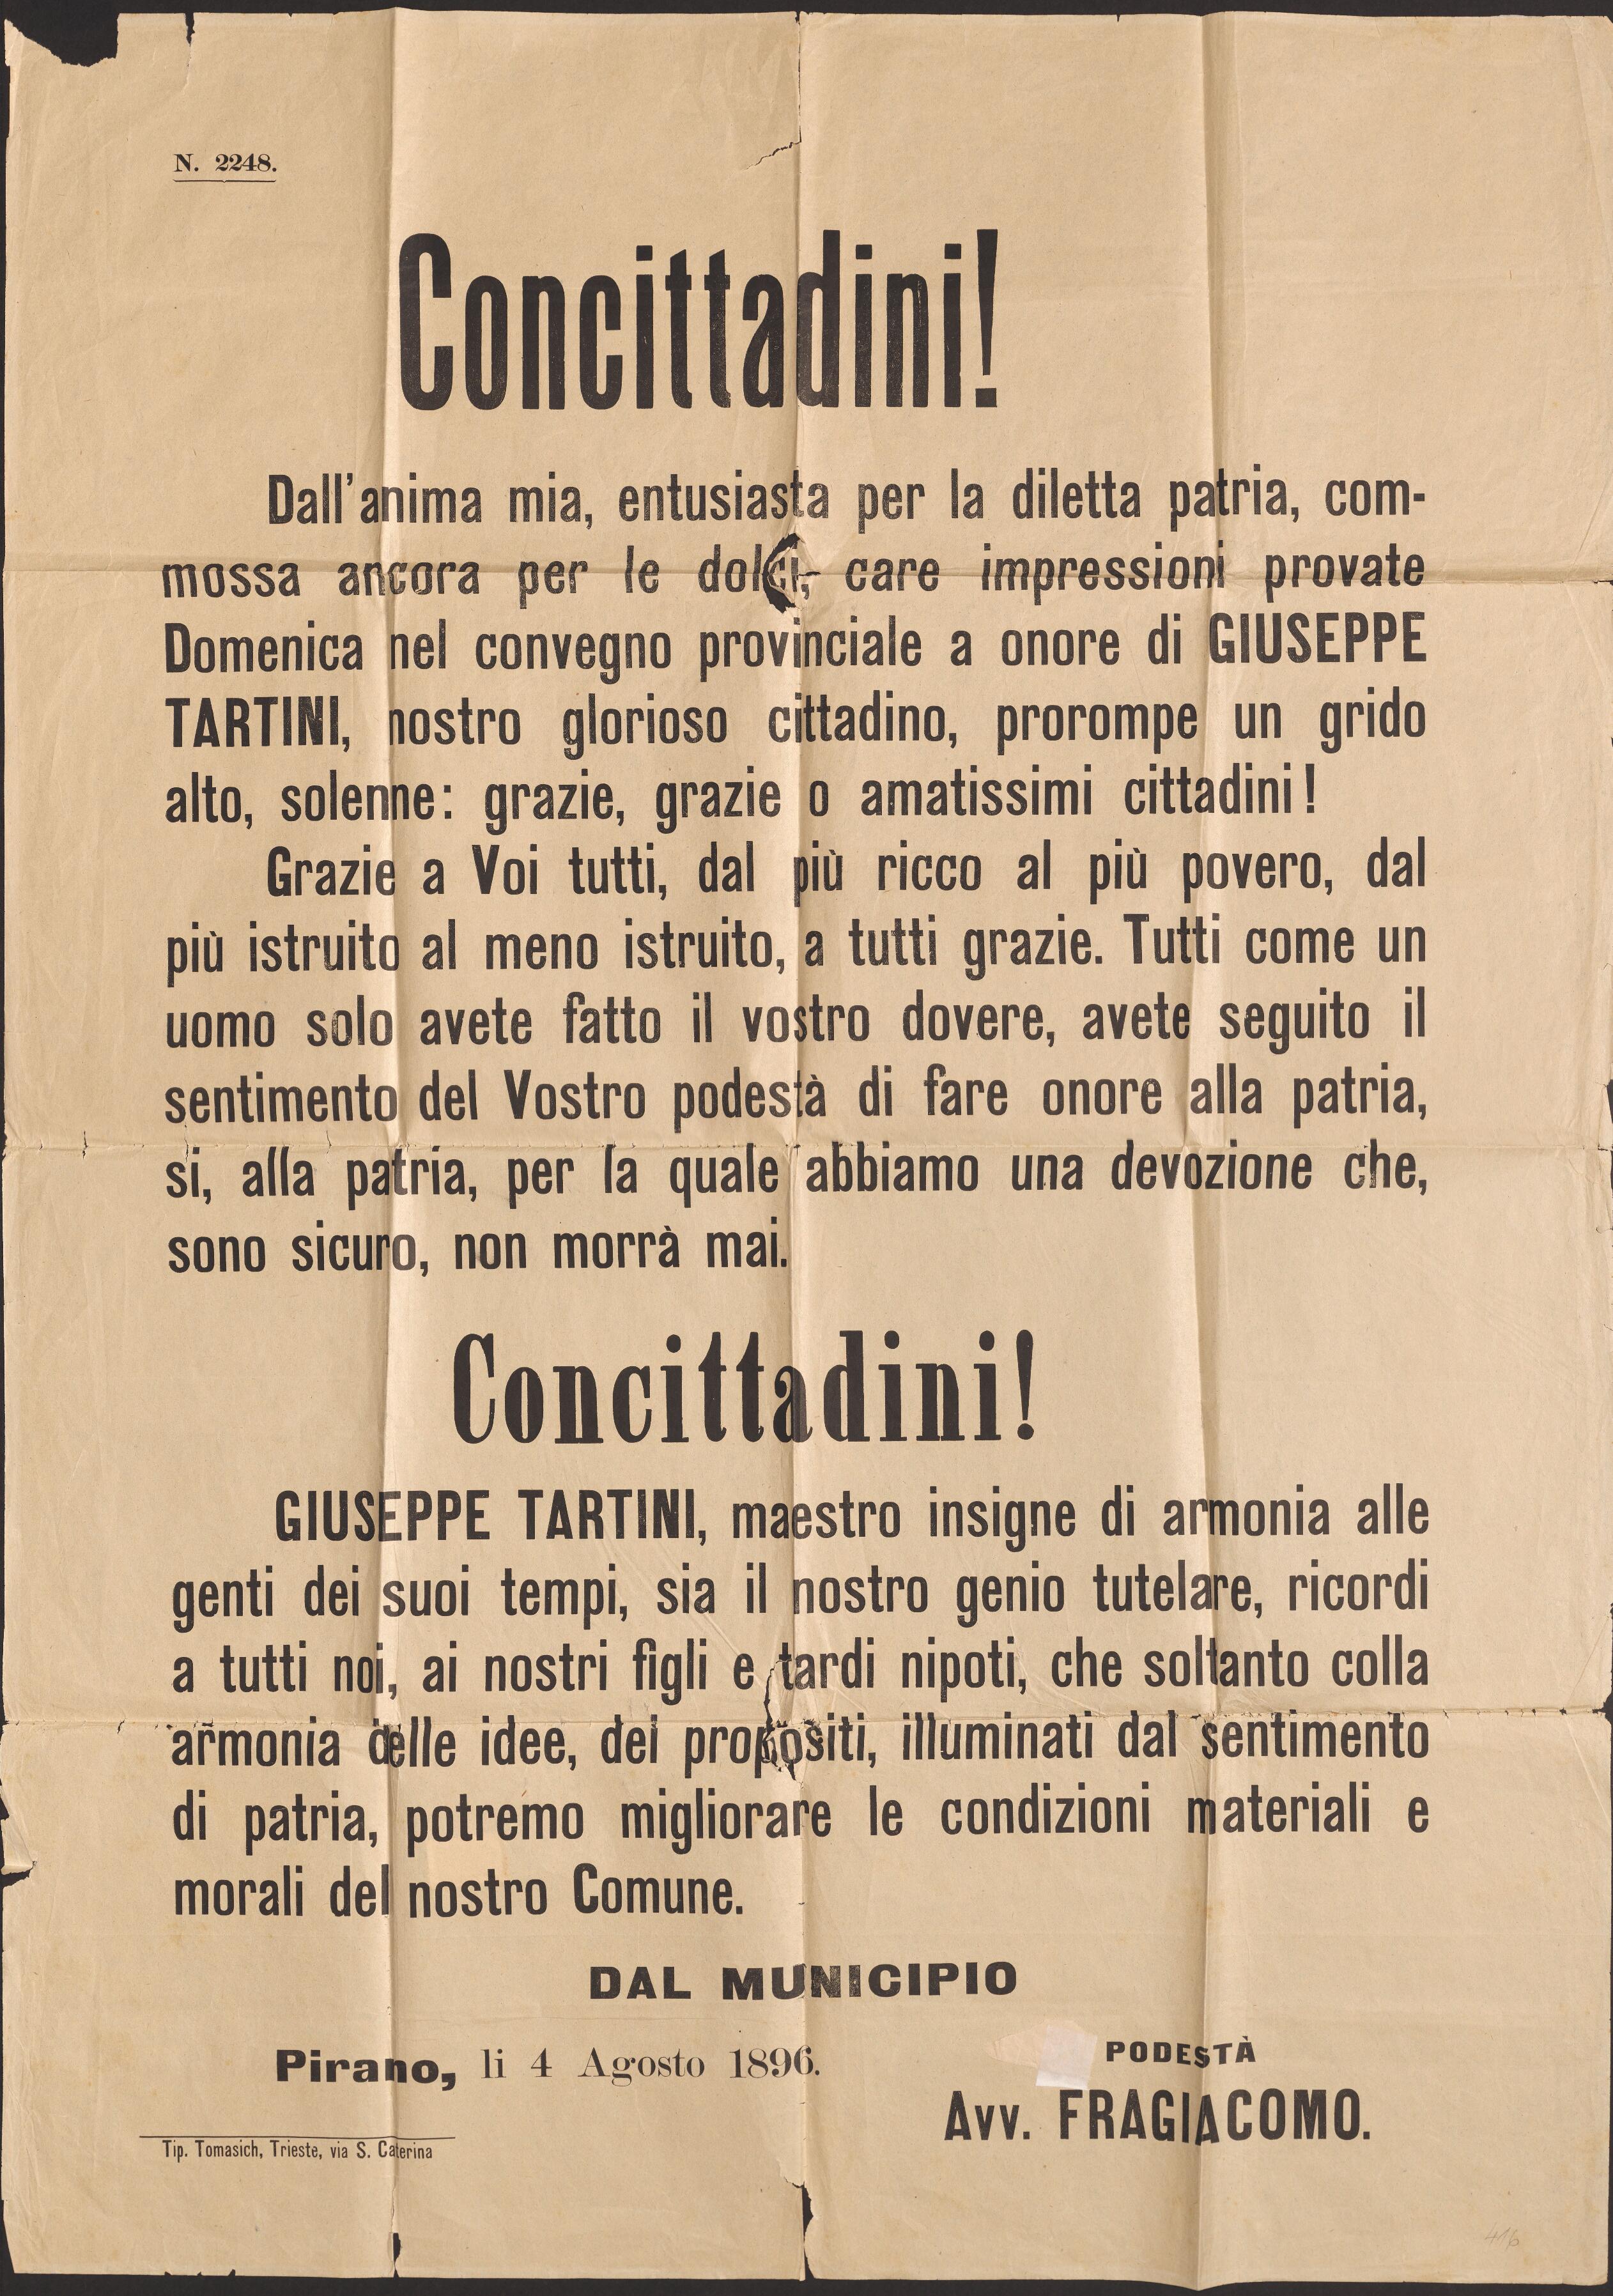 N. 2248.
Concittadini!
Dall'anima mia, entusiasta per la diletta patria, com-
mossa ancora per le dolci, care impressioni provate
Domenica nel convegno provinciale a onore di GIUSEPPE
TARTINI, nostro glorioso cittadino, prorompe un grido
alto, solenne: grazie, grazie o amatissimi cittadini!
Grazie a Voi tutti, dal più ricco al più povero, dal
più istruito al meno istruito, a tutti grazie. Tutti come un
uomo solo avete fatto il vostro dovere, avete seguito il
sentimento del Vostro podestà di fare onore alla patria,
si, alla patria, per la quale abbiamo una devozione che,
sono sicuro, non morrà mai.
Concittadini!
GIUSEPPE TARTINI, maestro insigne di armonia alle
genti dei suoi tempi, sia il nostro genio tutelare, ricordi
a tutti noi, ai nostri figli e tardi nipoti, che soltanto colla
armonia delle idee, dei propositi, illuminati dal sentimento
di patria, potremo migliorare le condizioni materiali e
morali del nostro Comune.
DAL MUNICIPIO
Pirano, li 4 Agosto 1896.
PODESTÀ
Avv. FRAGIACOMO.
Tip. Tomasich, Trieste, via S. Caterina
416